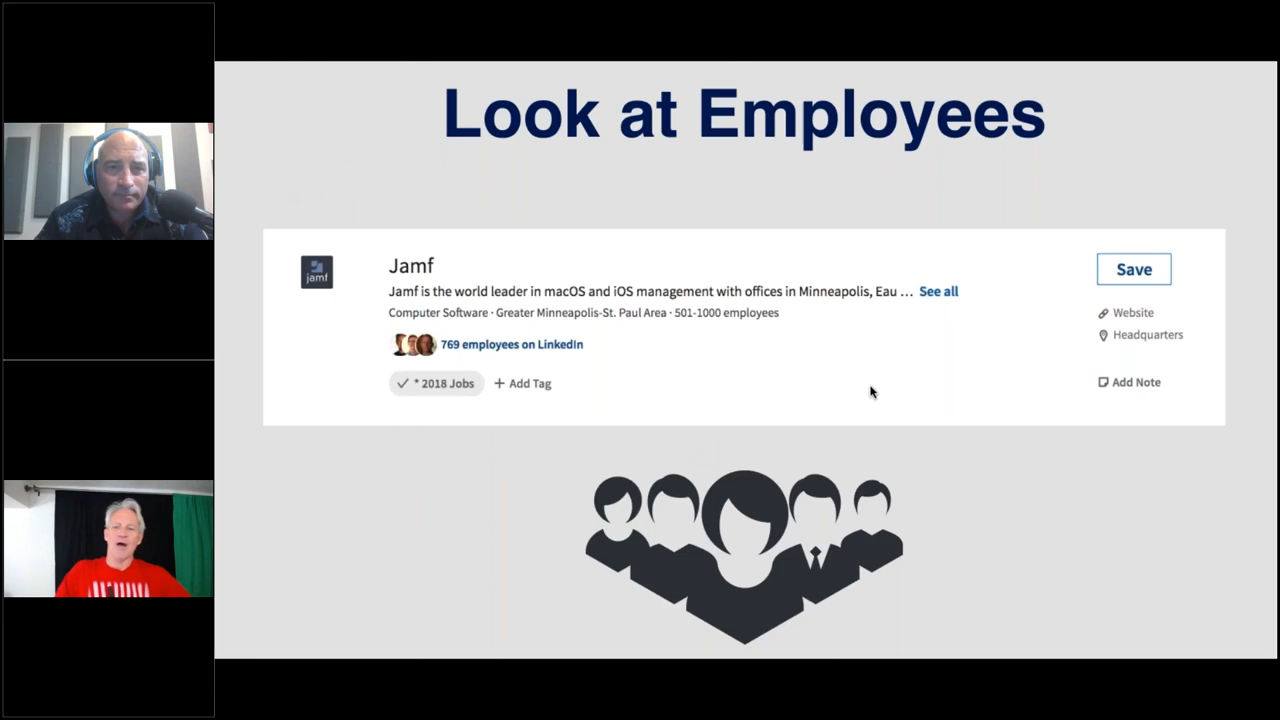 Look at Employees
jamf
Jamf
Save
Jamf is the world leader in macOS and iOS management with offices in Minneapolis, Eau … See all
Computer Software · Greater Minneapolis-St. Paul Area · 501-1000 employees
Website
Headquarters
769 employees on LinkedIn
* 2018 Jobs
+ Add Tag
Add Note